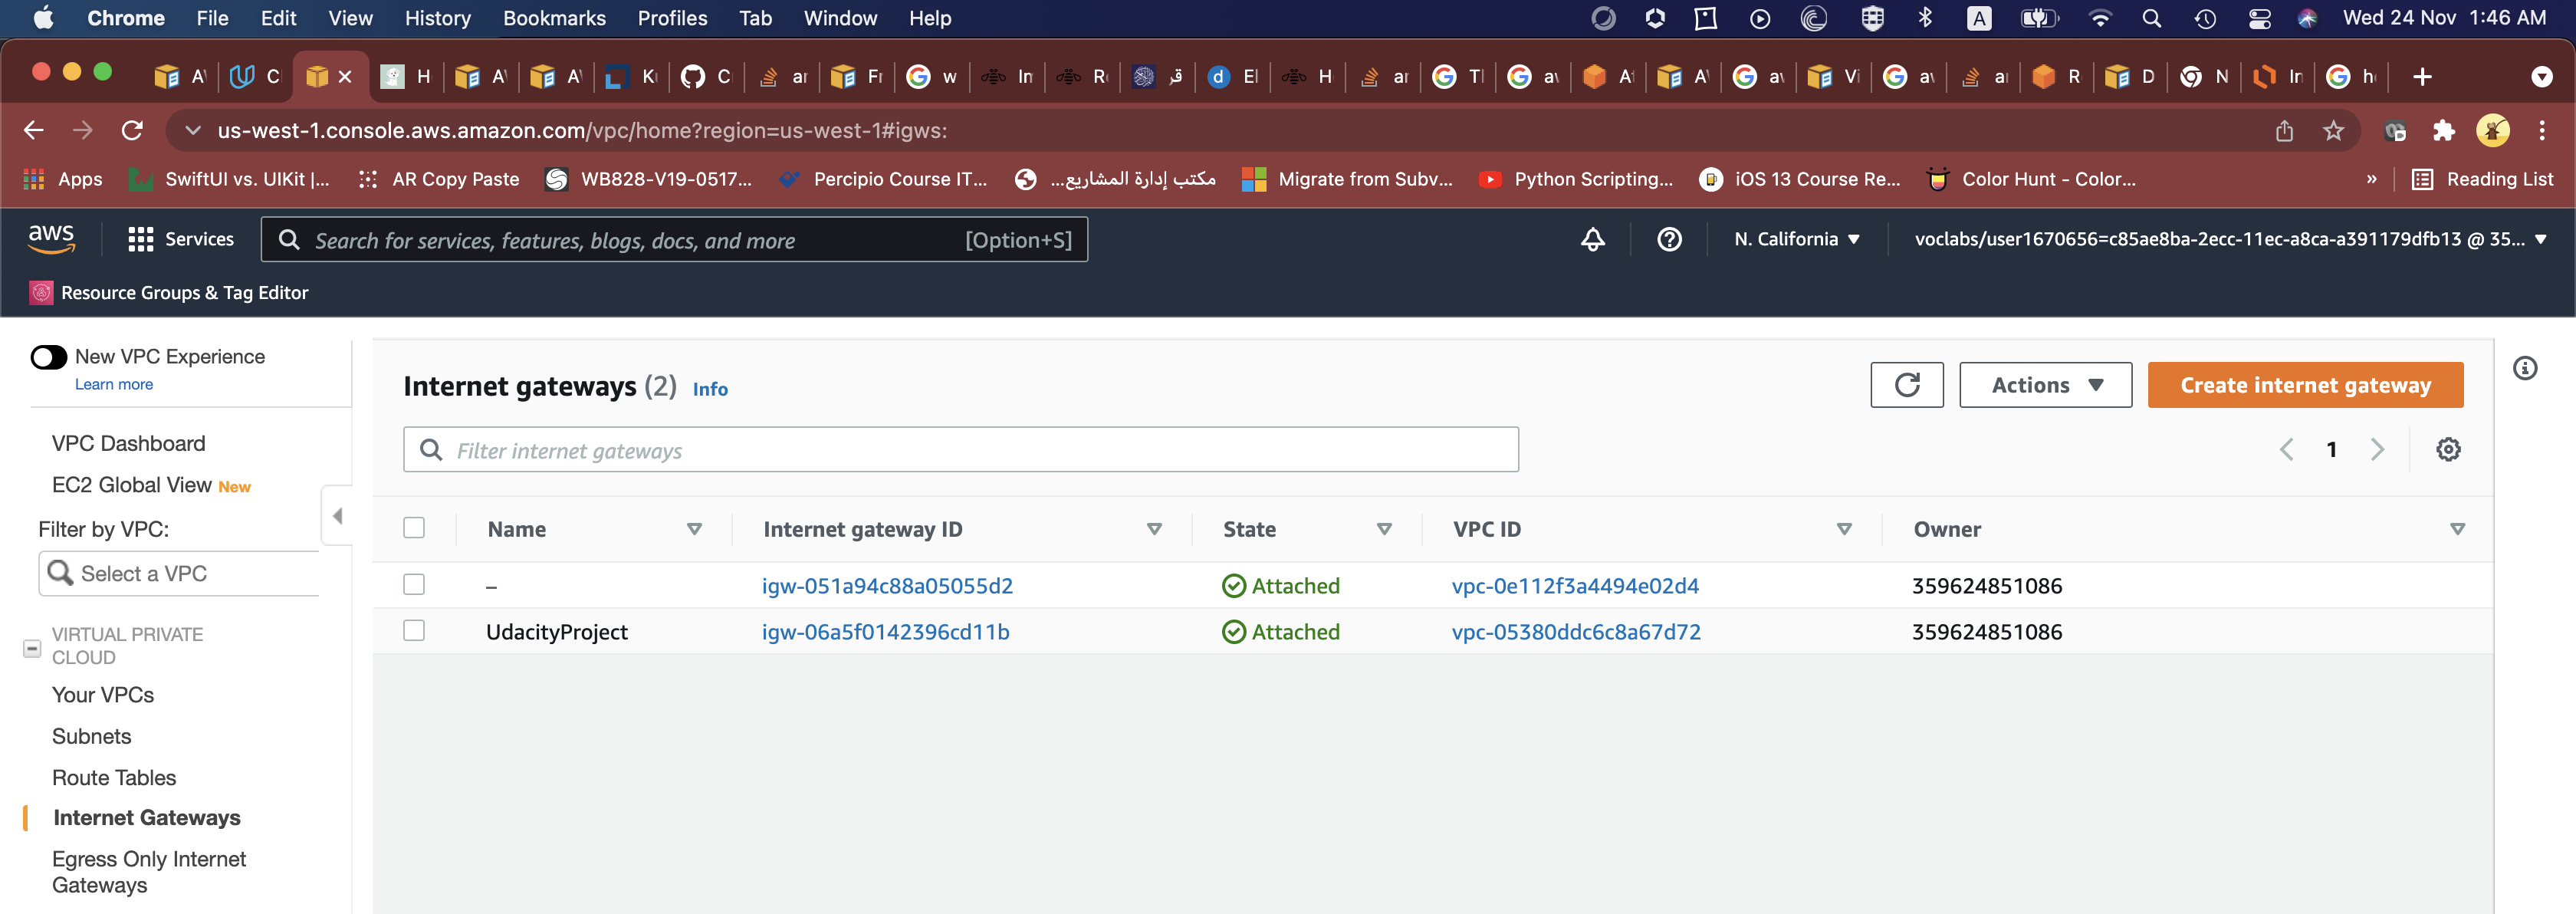 Chrome File Edit View History Bookmarks Profiles Tab Window Help A Wed 24 Nov 1:46 AM
us-west-1.console.aws.amazon.com/vpc/home?region=us-west-1#igws:
Apps SwiftUI vs. UIKit |... AR Copy Paste WB828-V19-0517... Percipio Course IT... مكتب إدارة المشاريع... Migrate from Subv... Python Scripting... iOS 13 Course Re... Color Hunt - Color... » Reading List
aws Services Search for services, features, blogs, docs, and more [Option+S] N. California voclabs/user1670656=c85ae8ba-2ecc-11ec-a8ca-a391179dfb13 @ 35...
Resource Groups & Tag Editor
New VPC Experience
Learn more
VPC Dashboard
EC2 Global View New
Filter by VPC:
Select a VPC
VIRTUAL PRIVATE
CLOUD
Your VPCs
Subnets
Route Tables
Internet Gateways
Egress Only Internet
Gateways
Internet gateways (2) Info
Actions
Create internet gateway
Filter internet gateways
1
Name Internet gateway ID State VPC ID Owner
– igw-051a94c88a05055d2 Attached vpc-0e112f3a4494e02d4 359624851086
UdacityProject igw-06a5f0142396cd11b Attached vpc-05380ddc6c8a67d72 359624851086